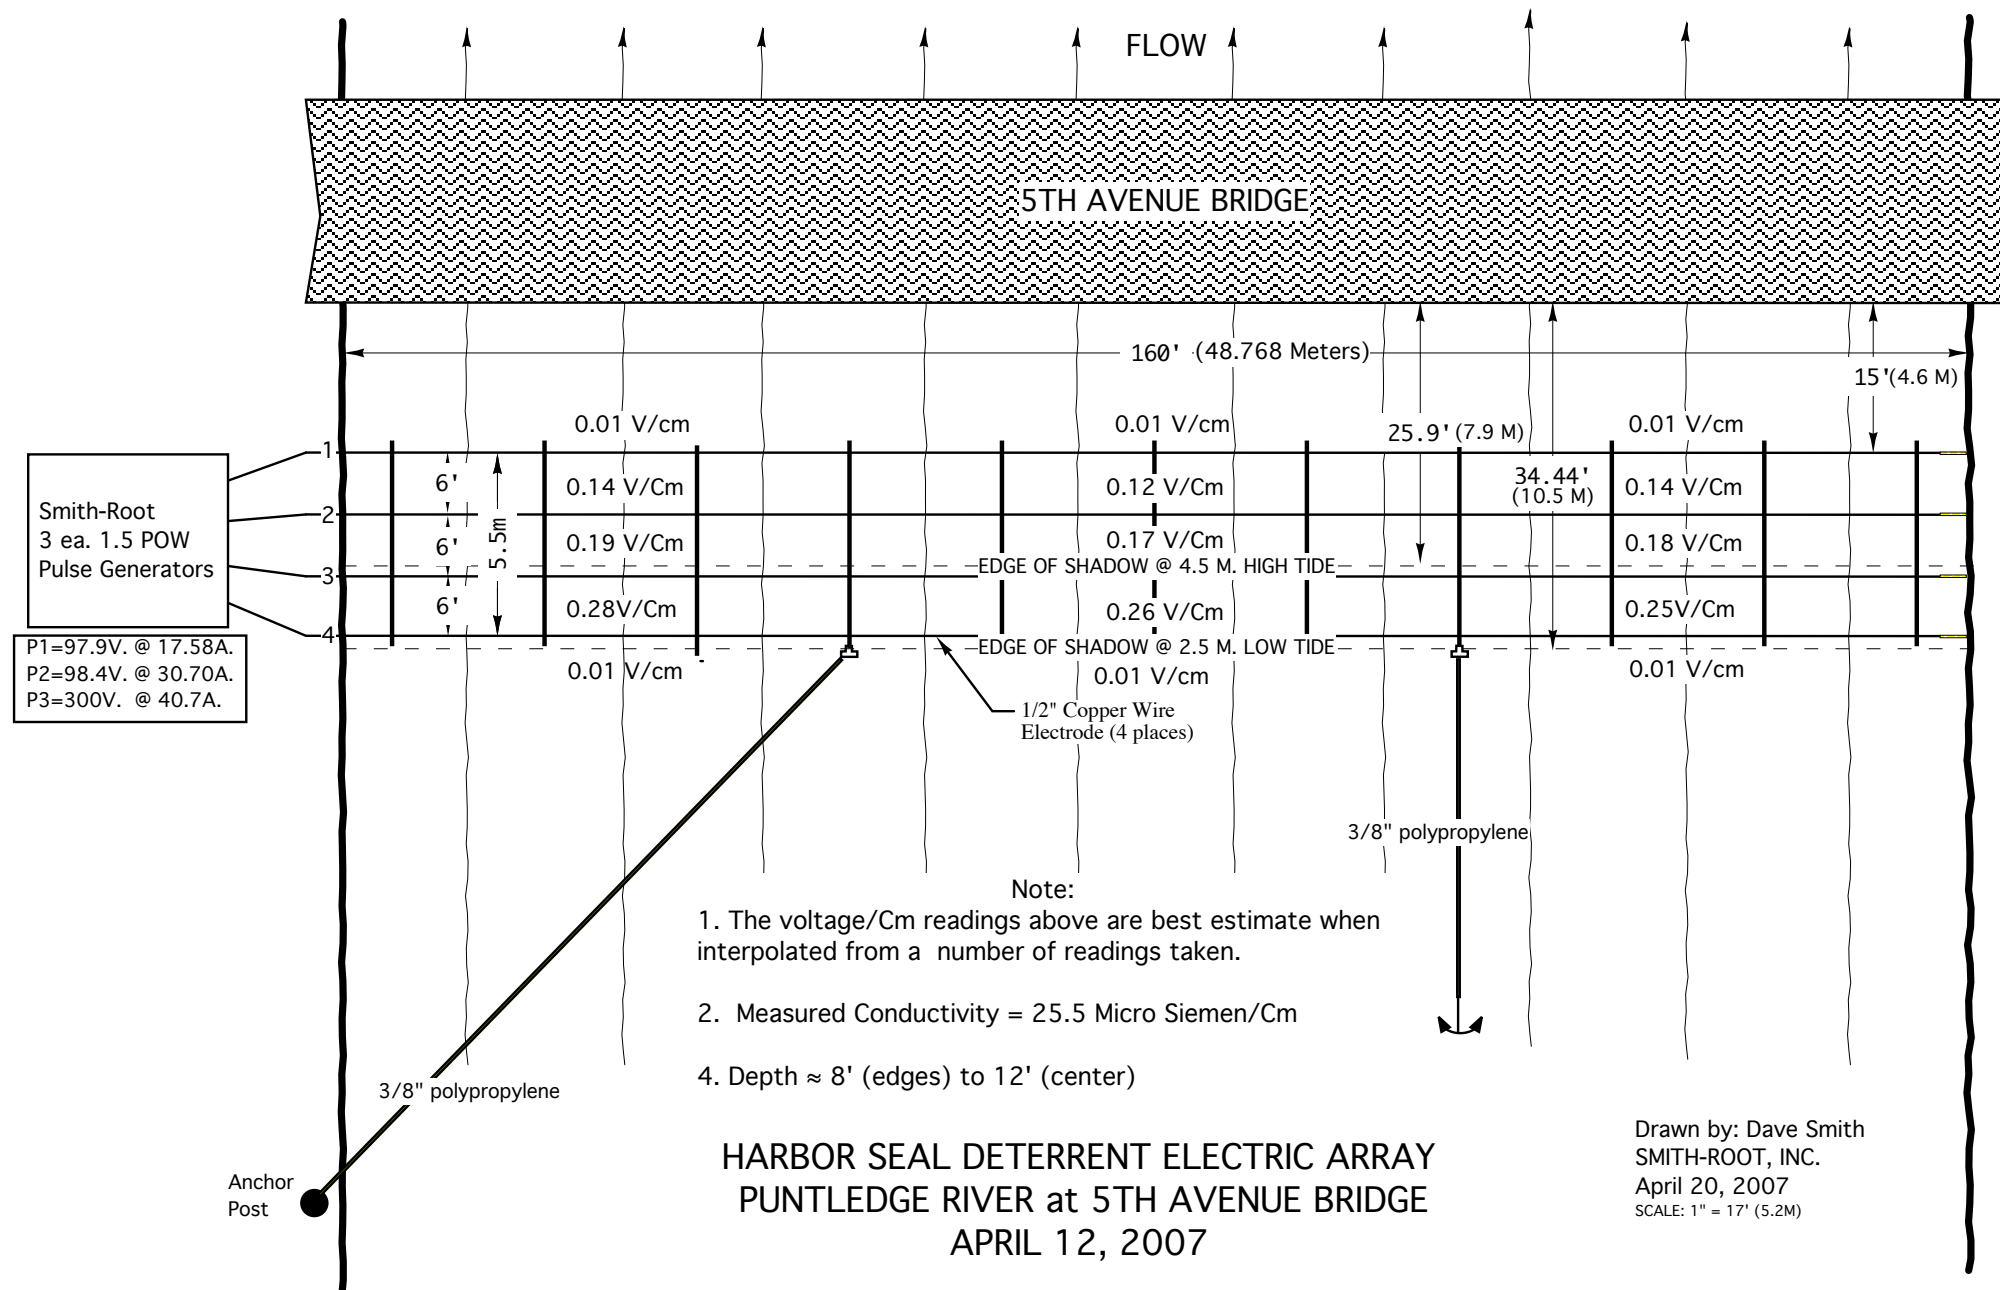 FLOW
5TH AVENUE BRIDGE
160' (48.768 Meters)
15'(4.6 M)
0.01 V/cm
0.01 V/cm
0.01 V/cm
25.9' (7.9 M)
1
6'
0.14 V/Cm
0.12 V/Cm
34.44'
(10.5 M)
0.14 V/Cm
Smith-Root
3 ea. 1.5 POW
Pulse Generators
2
6'
5.5m
0.19 V/Cm
0.17 V/Cm
0.18 V/Cm
EDGE OF SHADOW @ 4.5 M. HIGH TIDE
3
6'
0.28V/Cm
0.26 V/Cm
0.25V/Cm
4
EDGE OF SHADOW @ 2.5 M. LOW TIDE
P1=97.9V. @ 17.58A.
P2=98.4V. @ 30.70A.
P3=300V. @ 40.7A.
0.01 V/cm
0.01 V/cm
0.01 V/cm
1/2" Copper Wire
Electrode (4 places)
3/8" polypropylene
Note:
1. The voltage/Cm readings above are best estimate when
interpolated from a number of readings taken.
2. Measured Conductivity = 25.5 Micro Siemen/Cm
4. Depth ≈ 8' (edges) to 12' (center)
3/8" polypropylene
Anchor
Post
HARBOR SEAL DETERRENT ELECTRIC ARRAY
PUNTLEDGE RIVER at 5TH AVENUE BRIDGE
APRIL 12, 2007
Drawn by: Dave Smith
SMITH-ROOT, INC.
April 20, 2007
SCALE: 1" = 17' (5.2M)